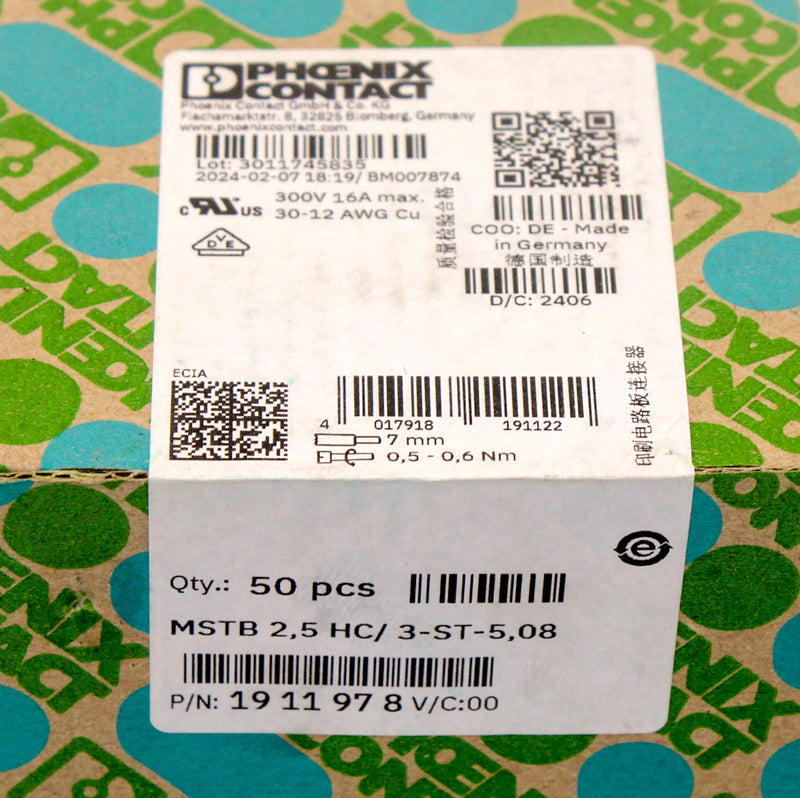 PHOENIX
CONTACT
Phoenix Contact GmbH & Co. KG
Flachsmarktstr. 8, 32825 Blomberg, Germany
www.phoenixcontact.com
Lot: 3011745835
2024-02-07 18:19/ BM007874
c RU US
300V 16A max.
30-12 AWG Cu
VDE
质量检验合格
COO: DE - Made
in Germany
德国制造
D/C: 2406
ECIA
4 017918 191122
7 mm
0,5 - 0,6 Nm
印刷电路板连接器
e
Qty.: 50 pcs
MSTB 2,5 HC/ 3-ST-5,08
P/N: 19 11 97 8 V/C:00